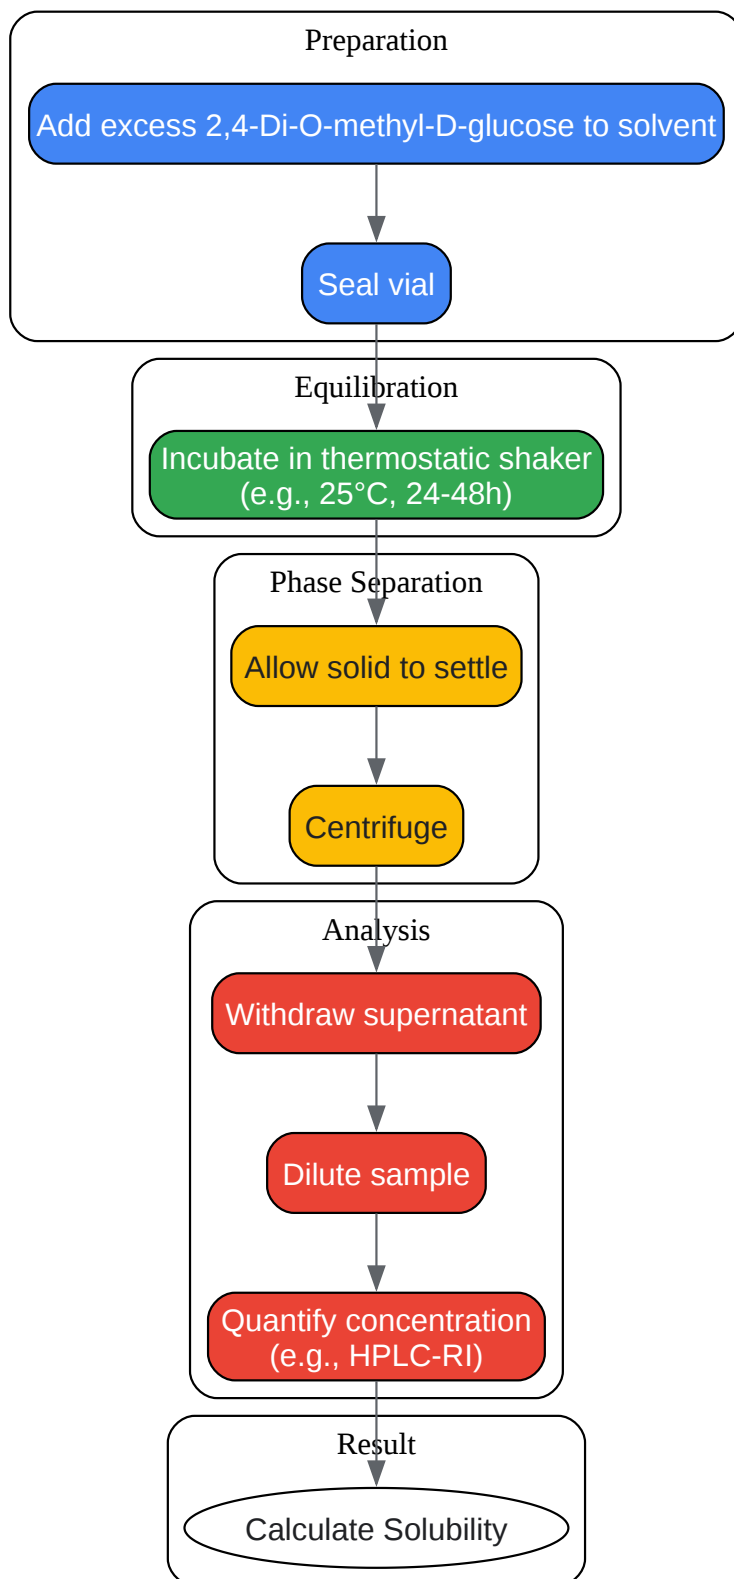 Preparation
Add excess 2,4-Di-O-methyl-D-glucose to solvent
Seal vial
Equilibration
Incubate in thermostatic shaker
(e.g., 25°C, 24-48h)
Phase Separation
Allow solid to settle
Centrifuge
Analysis
Withdraw supernatant
Dilute sample
Quantify concentration
(e.g., HPLC-RI)
Result
Calculate Solubility